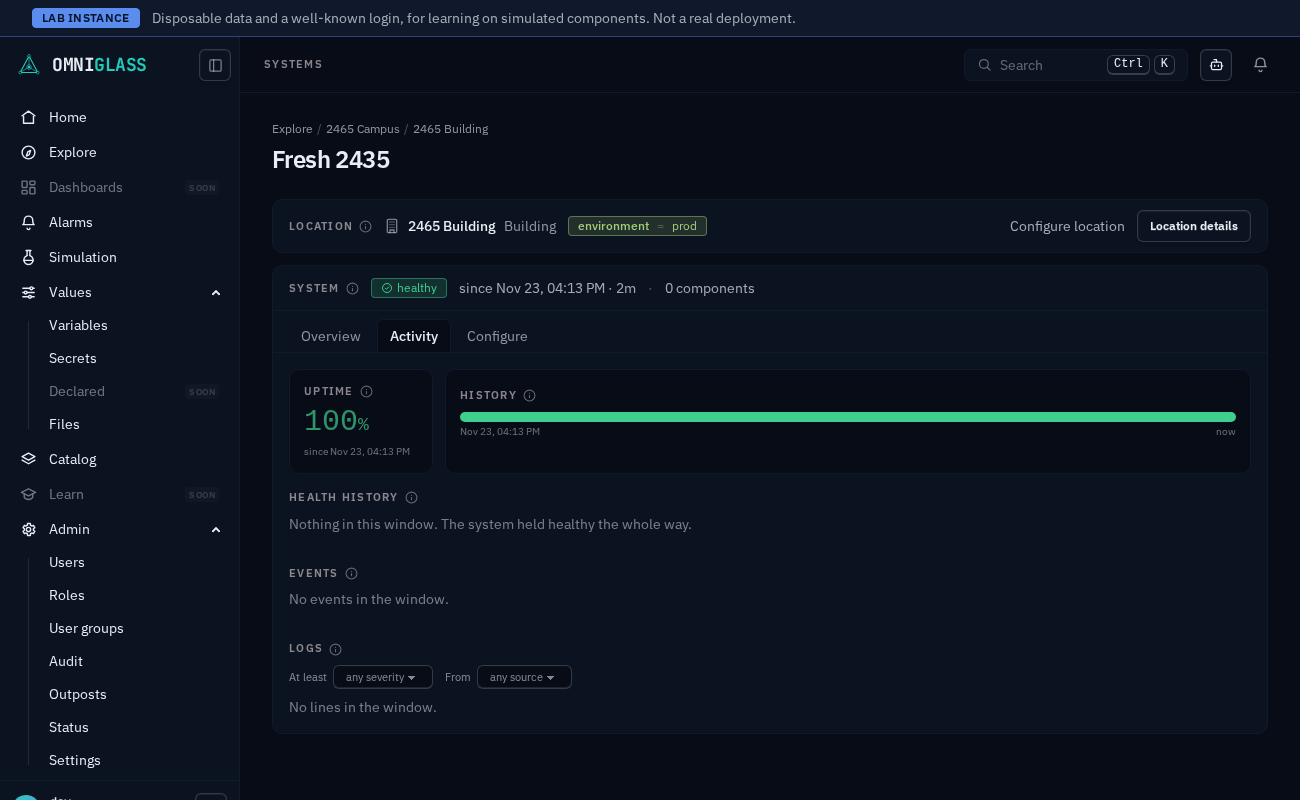 LAB INSTANCE Disposable data and a well-known login, for learning on simulated components. Not a real deployment.
OMNIGLASS
SYSTEMS
Search Ctrl K
Home
Explore
Dashboards SOON
Alarms
Simulation
Values
Variables
Secrets
Declared SOON
Files
Catalog
Learn SOON
Admin
Users
Roles
User groups
Audit
Outposts
Status
Settings
Explore / 2465 Campus / 2465 Building
Fresh 2435
LOCATION 2465 Building Building environment = prod Configure location Location details
SYSTEM healthy since Nov 23, 04:13 PM · 2m · 0 components
Overview Activity Configure
UPTIME
100%
since Nov 23, 04:13 PM
HISTORY
Nov 23, 04:13 PM now
HEALTH HISTORY
Nothing in this window. The system held healthy the whole way.
EVENTS
No events in the window.
LOGS
At least any severity From any source
No lines in the window.